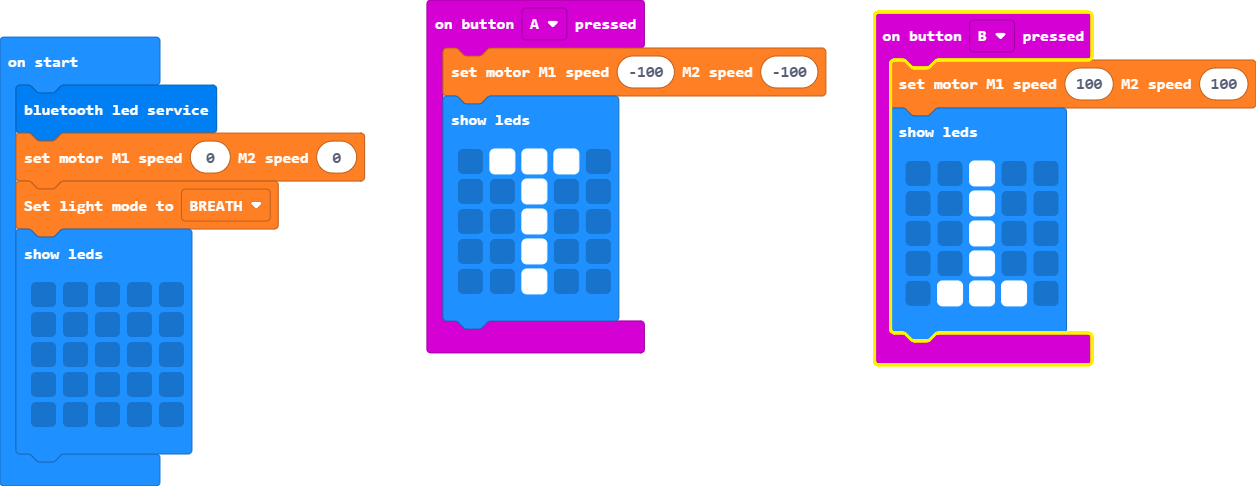 on start
bluetooth led service
set motor M1 speed 0 M2 speed 0
Set light mode to BREATH
show leds
on button A pressed
set motor M1 speed -100 M2 speed -100
show leds
on button B pressed
set motor M1 speed 100 M2 speed 100
show leds